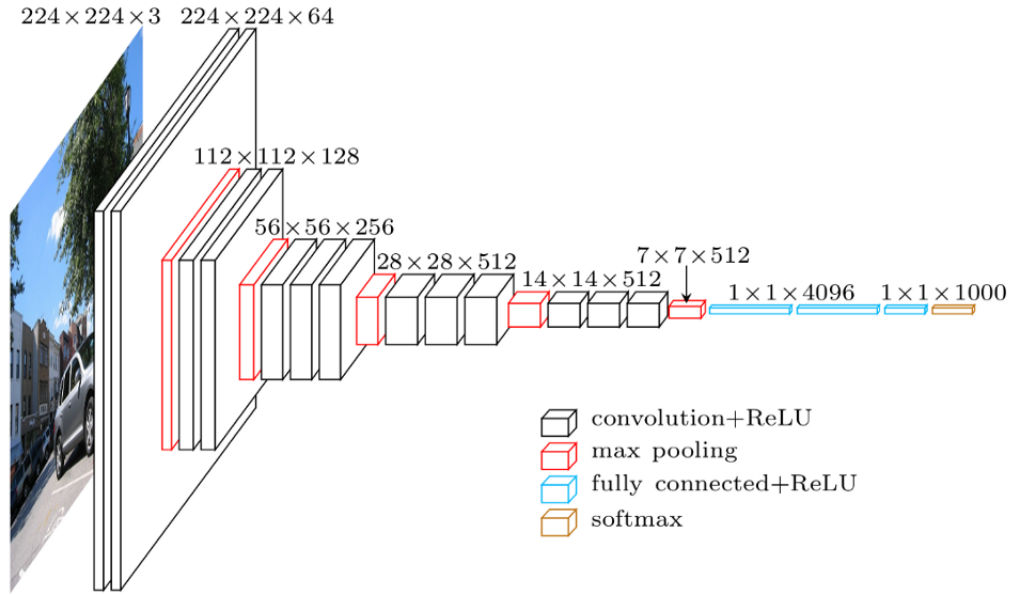 224×224×3
224×224×64
112×112×128
56×56×256
28×28×512
14×14×512
7×7×512
1×1×4096
1×1×1000
convolution+ReLU
max pooling
fully connected+ReLU
softmax